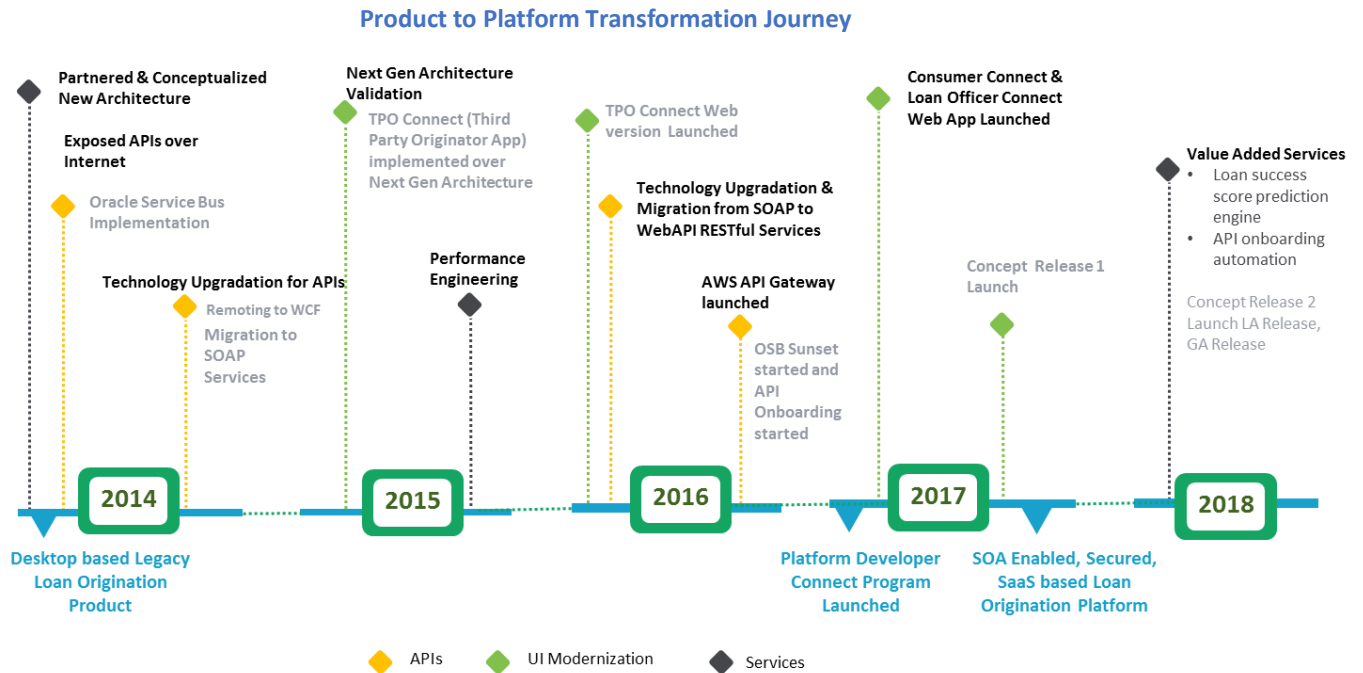 Product to Platform Transformation Journey
Partnered & Conceptualized
New Architecture
Exposed APIs over
Internet
Oracle Service Bus
Implementation
Technology Upgradation for APIs
Remoting to WCF
Migration to
SOAP
Services
Next Gen Architecture
Validation
TPO Connect (Third
Party Originator App)
implemented over
Next Gen Architecture
Performance
Engineering
TPO Connect Web
version Launched
Technology Upgradation &
Migration from SOAP to
WebAPI RESTful Services
AWS API Gateway
launched
OSB Sunset
started and
API
Onboarding
started
Consumer Connect &
Loan Officer Connect
Web App Launched
Concept Release 1
Launch
Value Added Services
• Loan success
score prediction
engine
• API onboarding
automation
Concept Release 2
Launch LA Release,
GA Release
2014
2015
2016
2017
2018
Desktop based Legacy
Loan Origination
Product
Platform Developer
Connect Program
Launched
SOA Enabled, Secured,
SaaS based Loan
Origination Platform
APIs
UI Modernization
Services